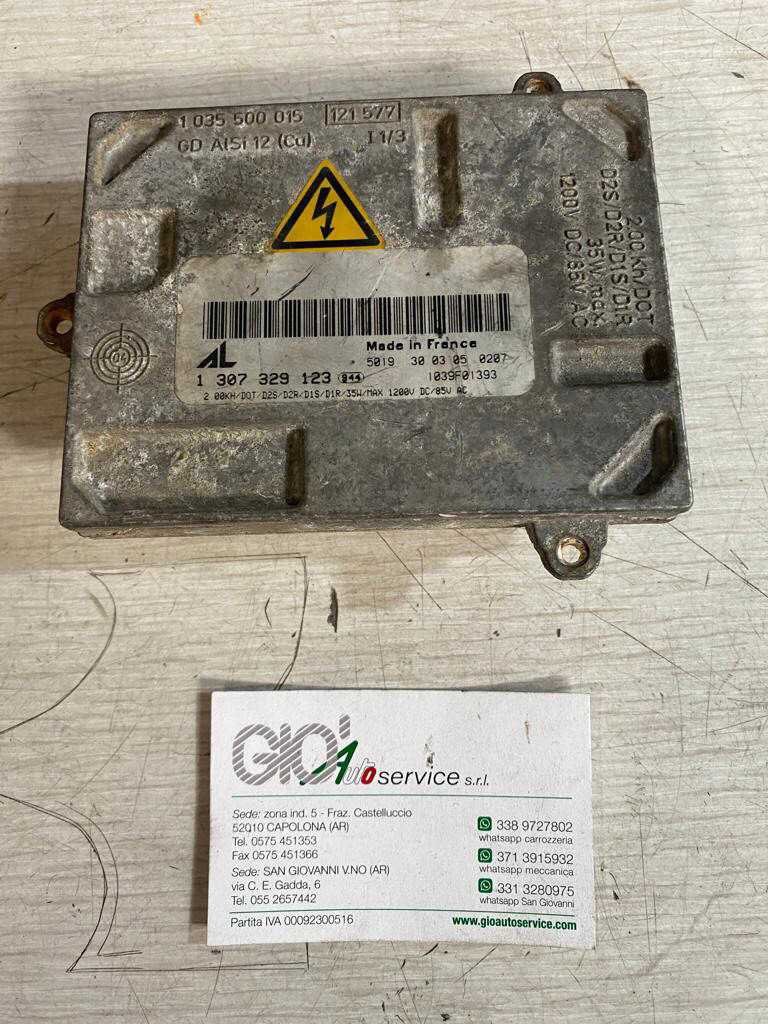 1 035 500 015 121 577
GD AlSi 12 (Cu) I 1/3
200kh/DOT
D2S/D2R/D1S/D1R
35W/max
1200V DC/85V AC
04
AL
Made in France
5019 30 03 05 0207
1 307 329 123 944
1039F01393
2 00KH/DOT/D2S/D2R/D1S/D1R/35W/MAX 1200V DC/85V AC
GIO' Auto service s.r.l.
Sede: zona ind. 5 - Fraz. Castelluccio
52010 CAPOLONA (AR)
Tel. 0575 451353
Fax 0575 451366
Sede: SAN GIOVANNI V.NO (AR)
via C. E. Gadda, 6
Tel. 055 2657442
Partita IVA 00092300516
338 9727802
whatsapp carrozzeria
371 3915932
whatsapp meccanica
331 3280975
whatsapp San Giovanni
www.gioautoservice.com